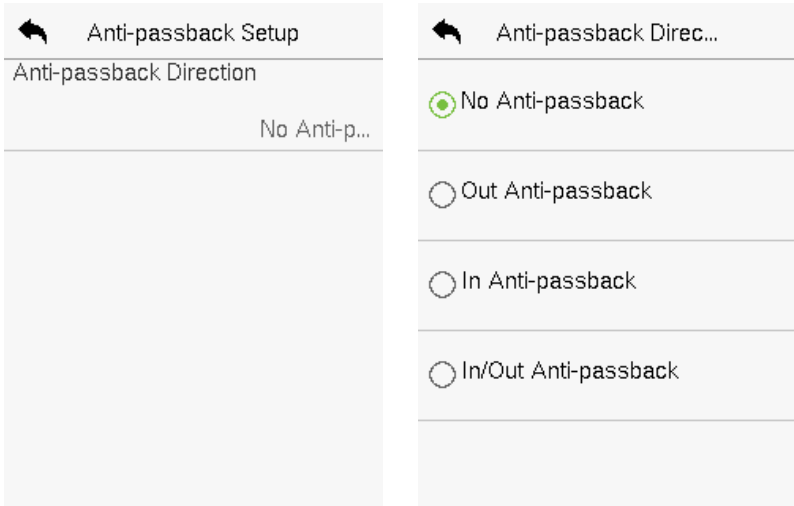 Anti-passback Setup
Anti-passback Direction
No Anti-p...
Anti-passback Direc...
No Anti-passback
Out Anti-passback
In Anti-passback
In/Out Anti-passback